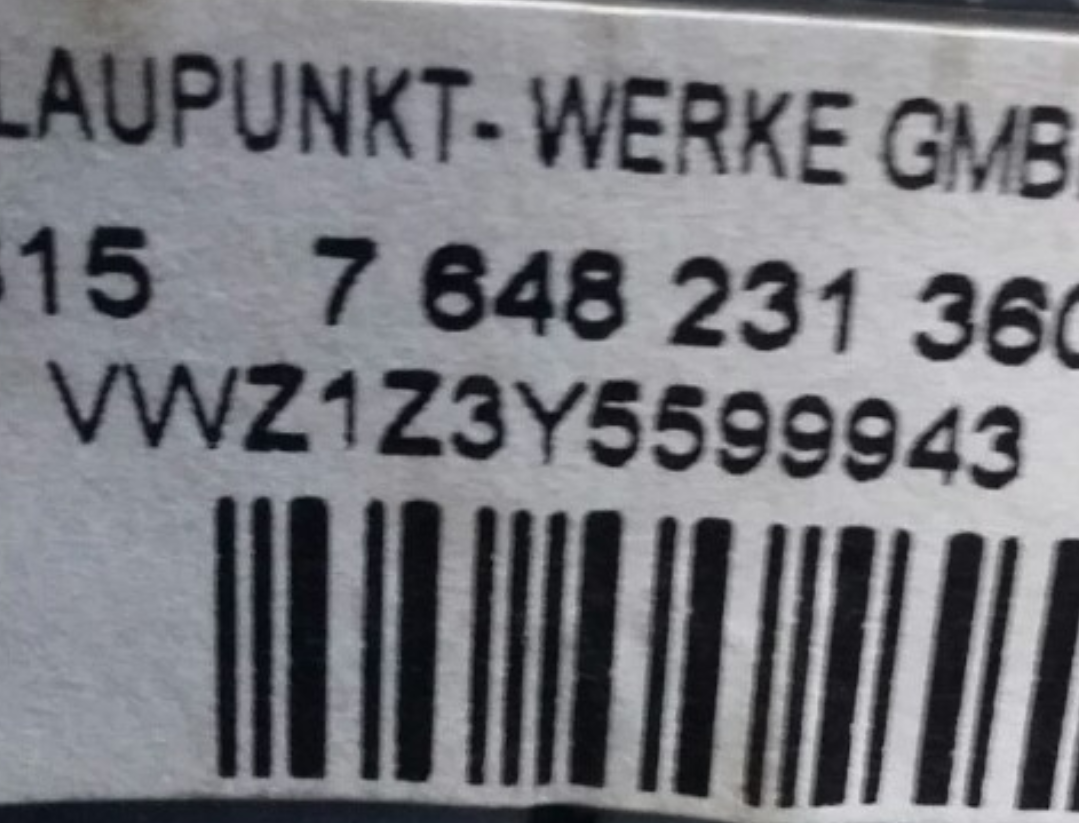 LAUPUNKT- WERKE GMB
15 7 648 231 360
VWZ1Z3Y5599943